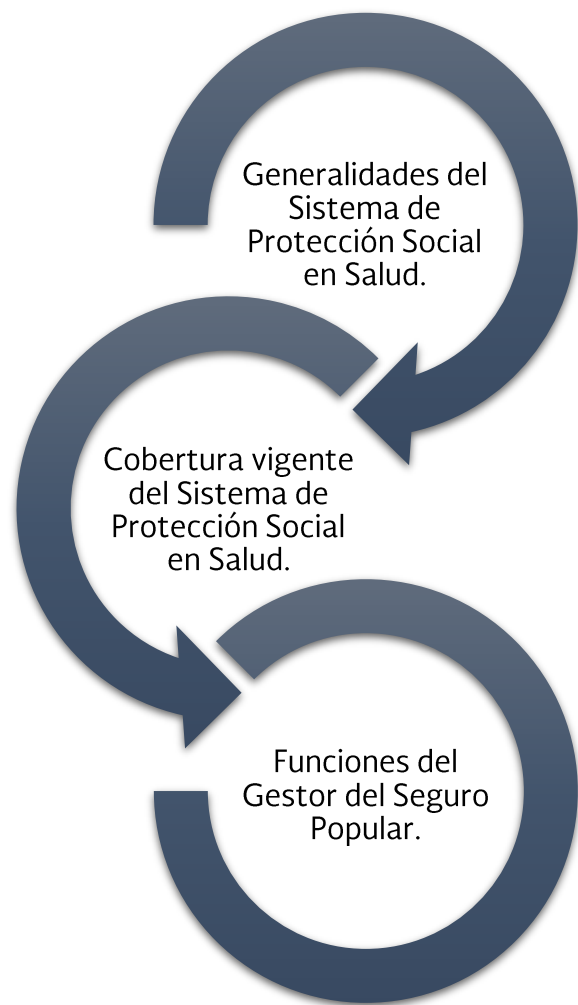 Generalidades del
Sistema de
Protección Social
en Salud.
Cobertura vigente
del Sistema de
Protección Social
en Salud.
Funciones del
Gestor del Seguro
Popular.